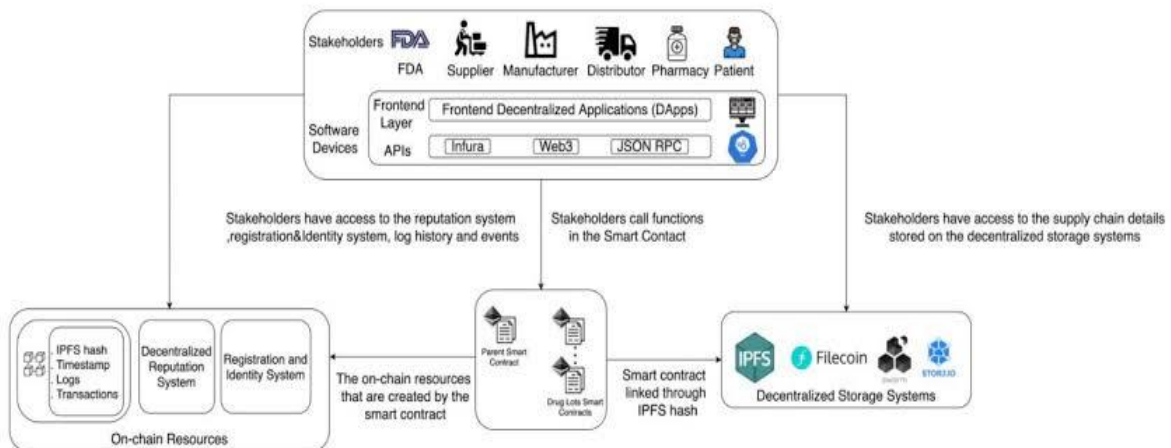 Stakeholders
FDA
FDA
Supplier
Manufacturer
Distributor
Pharmacy
Patient
Software
Devices
Frontend
Layer
Frontend Decentralized Applications (DApps)
APIs
Infura
Web3
JSON RPC
Stakeholders have access to the reputation system
,registration&Identity system, log history and events
Stakeholders call functions
in the Smart Contact
Stakeholders have access to the supply chain details
stored on the decentralized storage systems
. IPFS hash
. Timestamp
. Logs
. Transactions
Decentralized
Reputation
System
Registration and
Identity System
On-chain Resources
The on-chain resources
that are created by the
smart contract
Parent Smart
Contract
Drug Lots Smart
Contracts
Smart contract
linked through
IPFS hash
IPFS
Filecoin
STORJ.IO
Decentralized Storage Systems